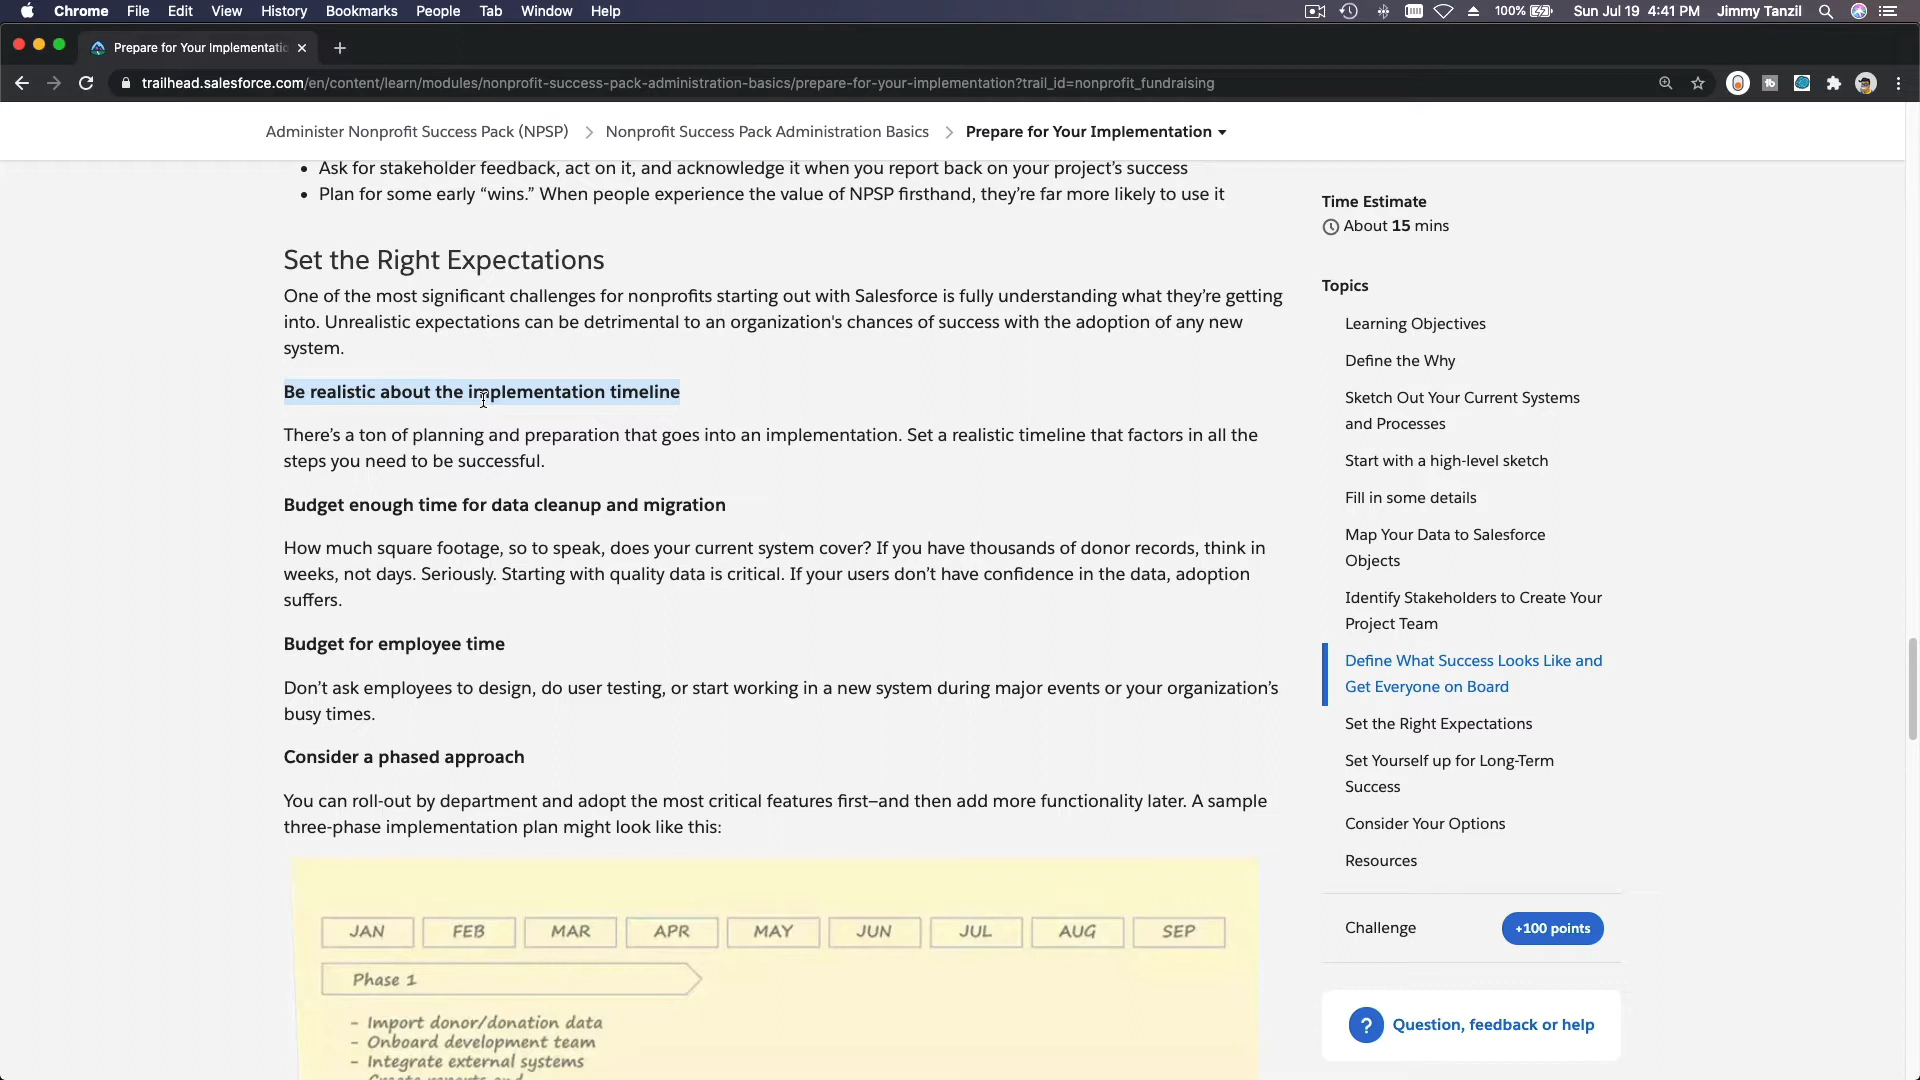 Chrome File Edit View History Bookmarks People Tab Window Help 100% Sun Jul 19 4:41 PM Jimmy Tanzil
Prepare for Your Implementatio
trailhead.salesforce.com/en/content/learn/modules/nonprofit-success-pack-administration-basics/prepare-for-your-implementation?trail_id=nonprofit_fundraising
Administer Nonprofit Success Pack (NPSP) Nonprofit Success Pack Administration Basics Prepare for Your Implementation
• Ask for stakeholder feedback, act on it, and acknowledge it when you report back on your project’s success
• Plan for some early “wins.” When people experience the value of NPSP firsthand, they’re far more likely to use it
Set the Right Expectations
One of the most significant challenges for nonprofits starting out with Salesforce is fully understanding what they’re getting
into. Unrealistic expectations can be detrimental to an organization's chances of success with the adoption of any new
system.
Be realistic about the implementation timeline
There’s a ton of planning and preparation that goes into an implementation. Set a realistic timeline that factors in all the
steps you need to be successful.
Budget enough time for data cleanup and migration
How much square footage, so to speak, does your current system cover? If you have thousands of donor records, think in
weeks, not days. Seriously. Starting with quality data is critical. If your users don’t have confidence in the data, adoption
suffers.
Budget for employee time
Don’t ask employees to design, do user testing, or start working in a new system during major events or your organization’s
busy times.
Consider a phased approach
You can roll-out by department and adopt the most critical features first—and then add more functionality later. A sample
three-phase implementation plan might look like this:
JAN FEB MAR APR MAY JUN JUL AUG SEP
Phase 1
- Import donor/donation data
- Onboard development team
- Integrate external systems
- Create reports and
Time Estimate
About 15 mins
Topics
Learning Objectives
Define the Why
Sketch Out Your Current Systems
and Processes
Start with a high-level sketch
Fill in some details
Map Your Data to Salesforce
Objects
Identify Stakeholders to Create Your
Project Team
Define What Success Looks Like and
Get Everyone on Board
Set the Right Expectations
Set Yourself up for Long-Term
Success
Consider Your Options
Resources
Challenge +100 points
? Question, feedback or help